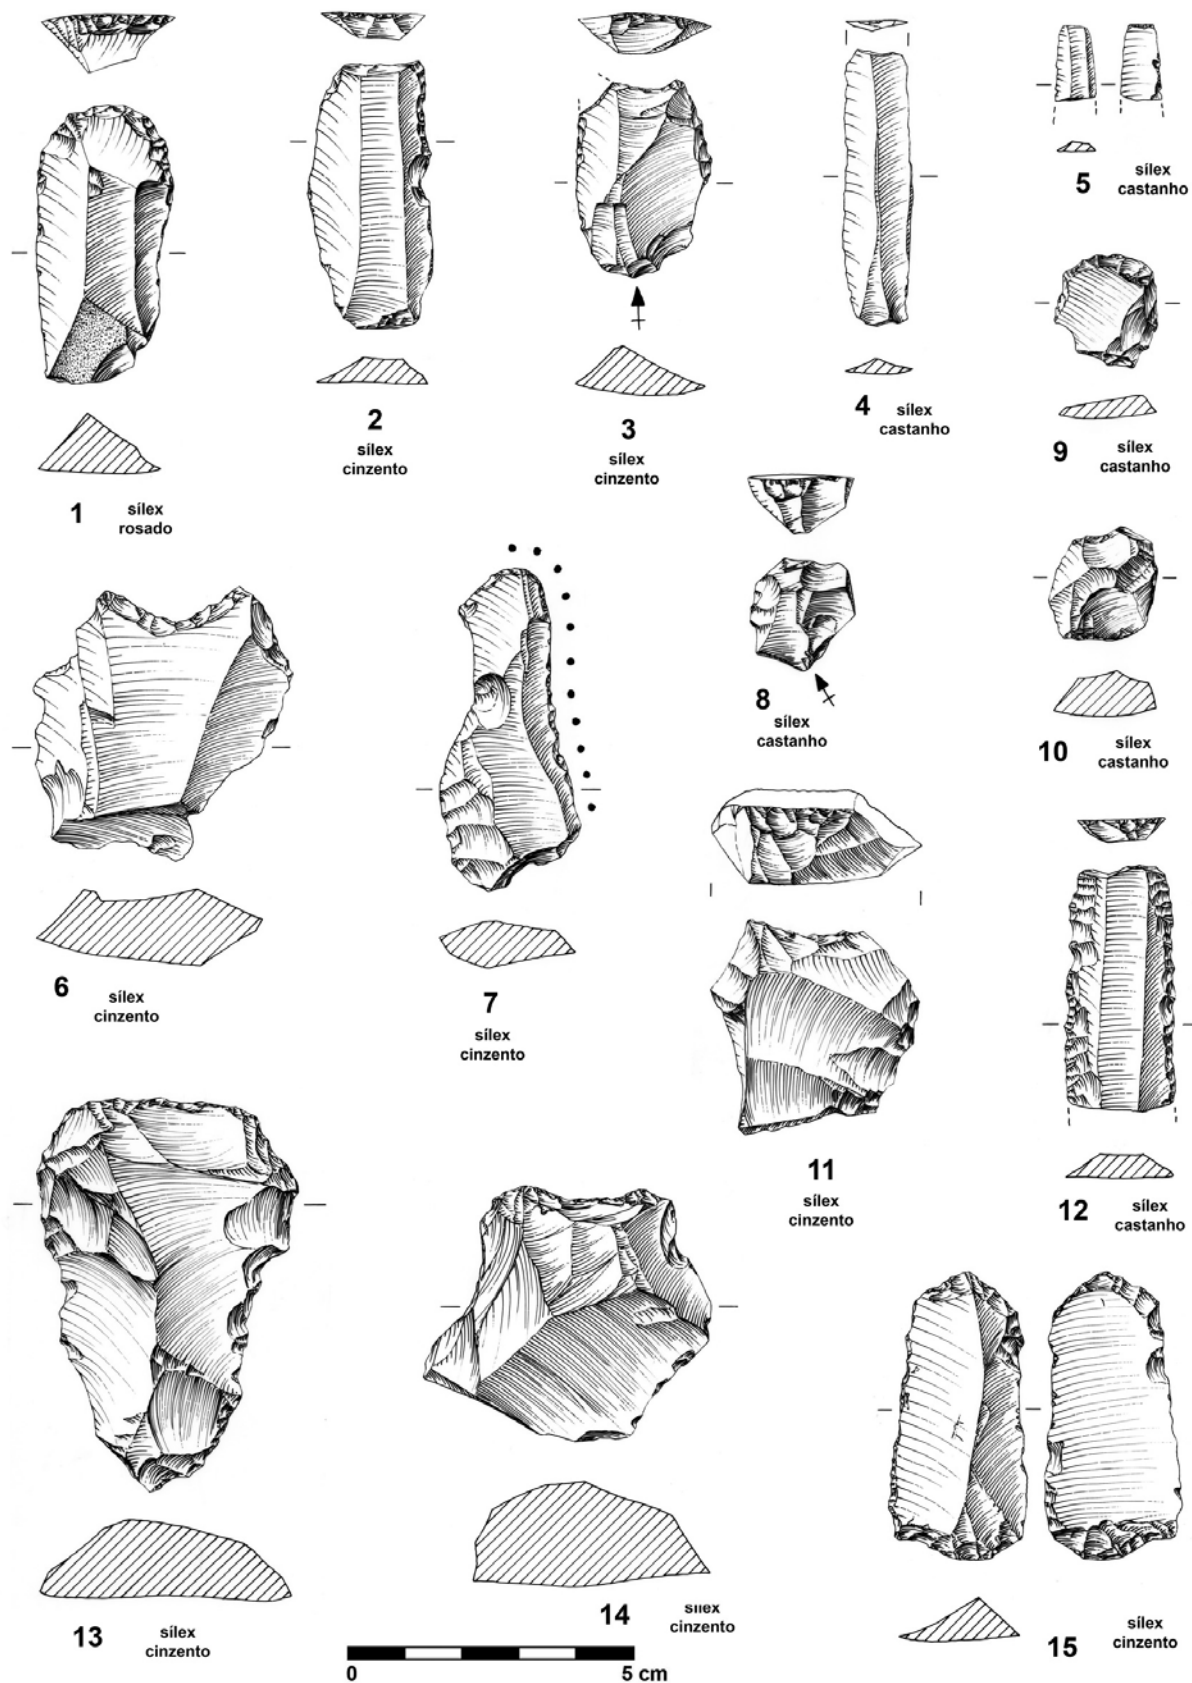 1
sílex
rosado
2
sílex
cinzento
3
sílex
cinzento
4
sílex
castanho
5
sílex
castanho
9
sílex
castanho
8
sílex
castanho
10
sílex
castanho
6
sílex
cinzento
7
sílex
cinzento
11
sílex
cinzento
12
sílex
castanho
13
sílex
cinzento
14
sílex
cinzento
15
sílex
cinzento
0
5 cm